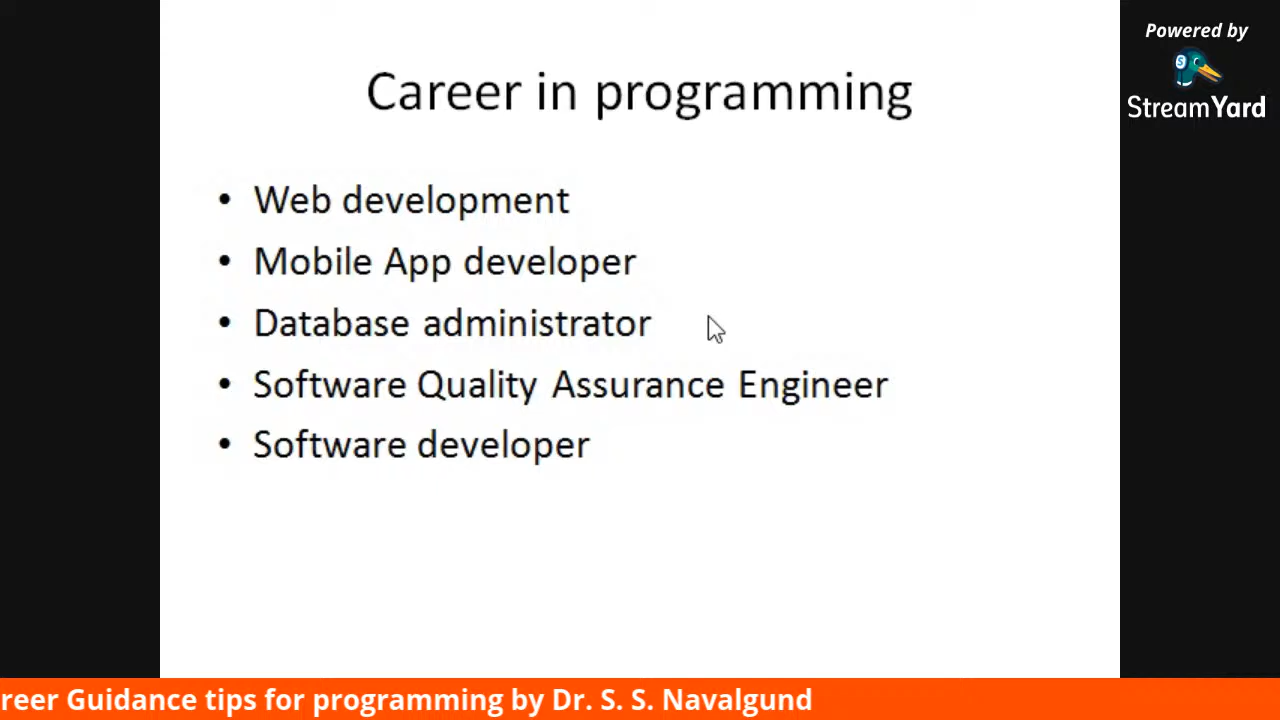 Powered by
StreamYard
Career in programming
• Web development
• Mobile App developer
• Database administrator
• Software Quality Assurance Engineer
• Software developer
reer Guidance tips for programming by Dr. S. S. Navalgund